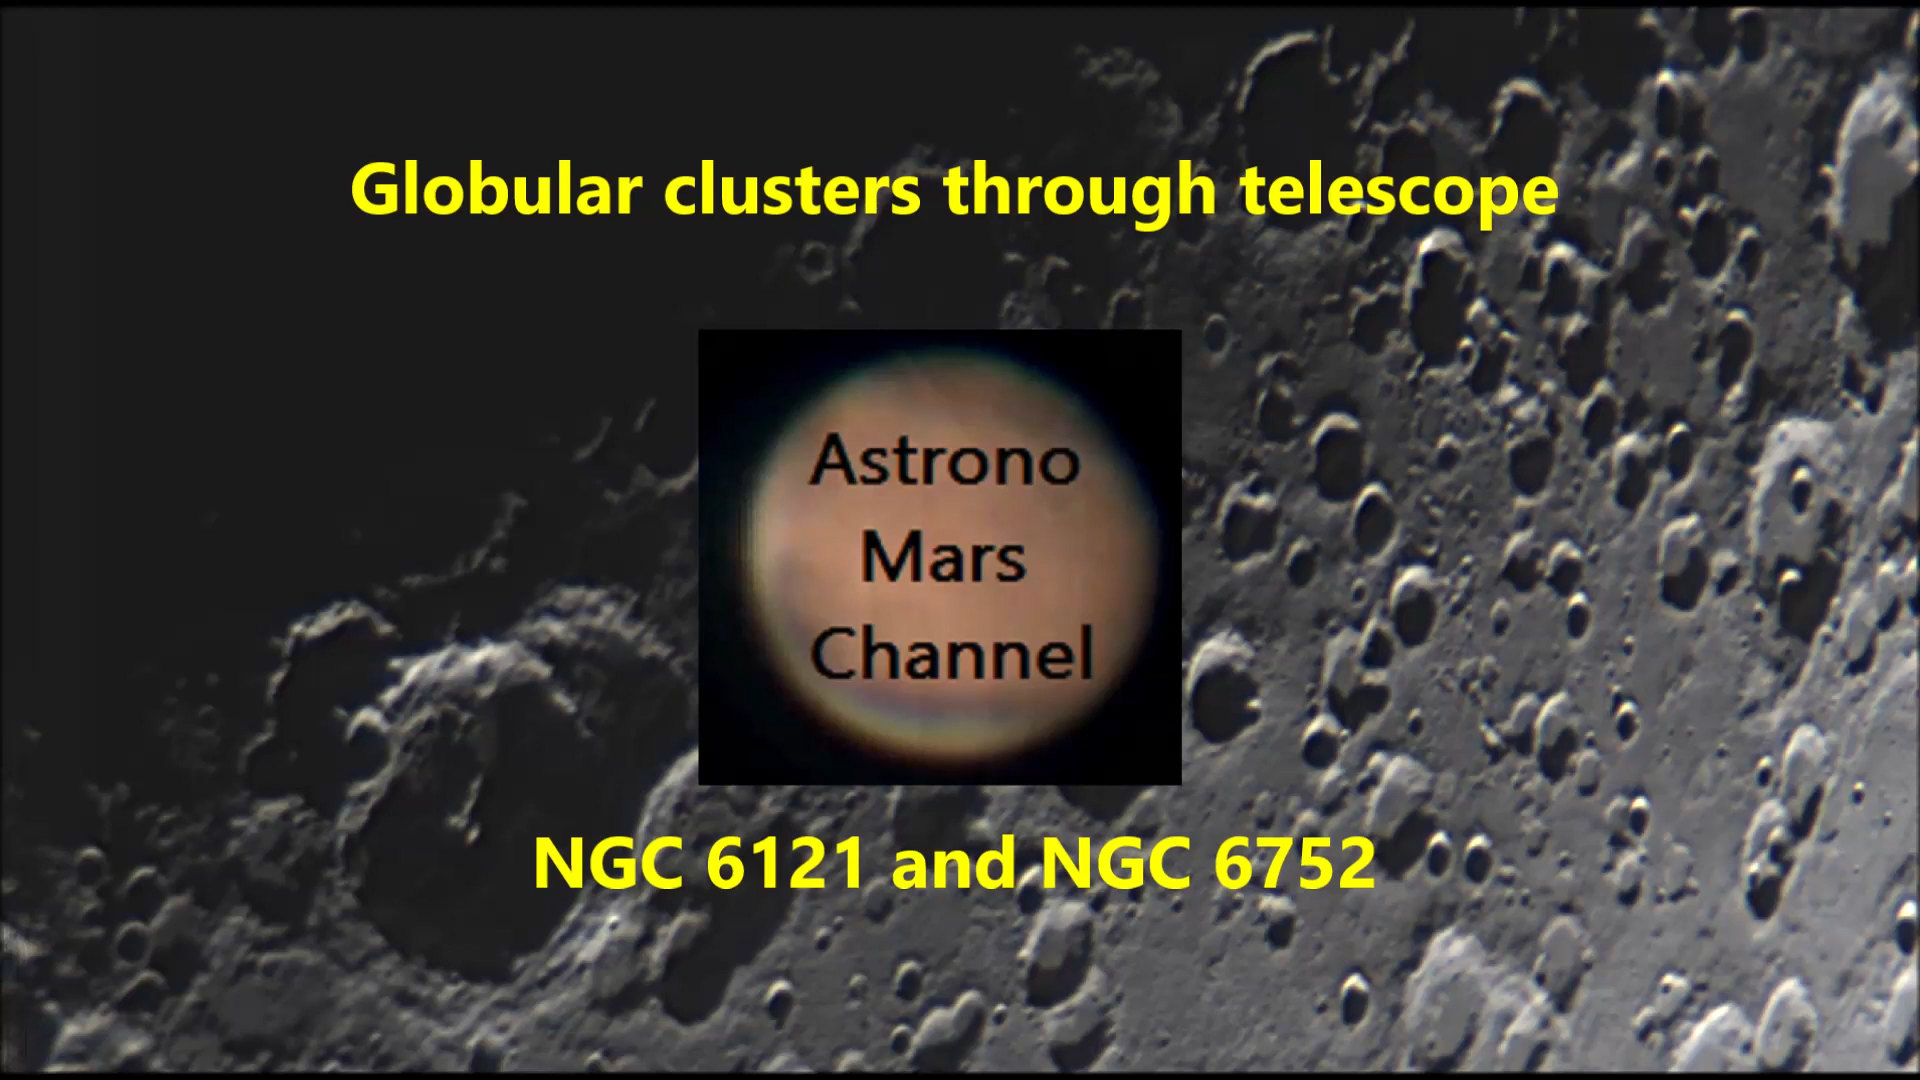 Globular clusters through telescope
Astrono
Mars
Channel
NGC 6121 and NGC 6752